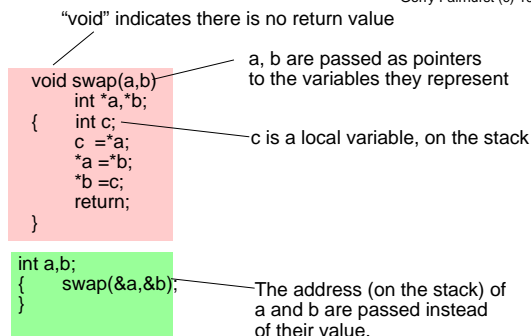 “void” indicates there is no return value
void swap(a,b)
int *a,*b;
{ int c;
c =*a;
*a =*b;
*b =c;
return;
}
a, b are passed as pointers
to the variables they represent
c is a local variable, on the stack
int a,b;
{ swap(&a,&b);
}
The address (on the stack) of
a and b are passed instead
of their value.